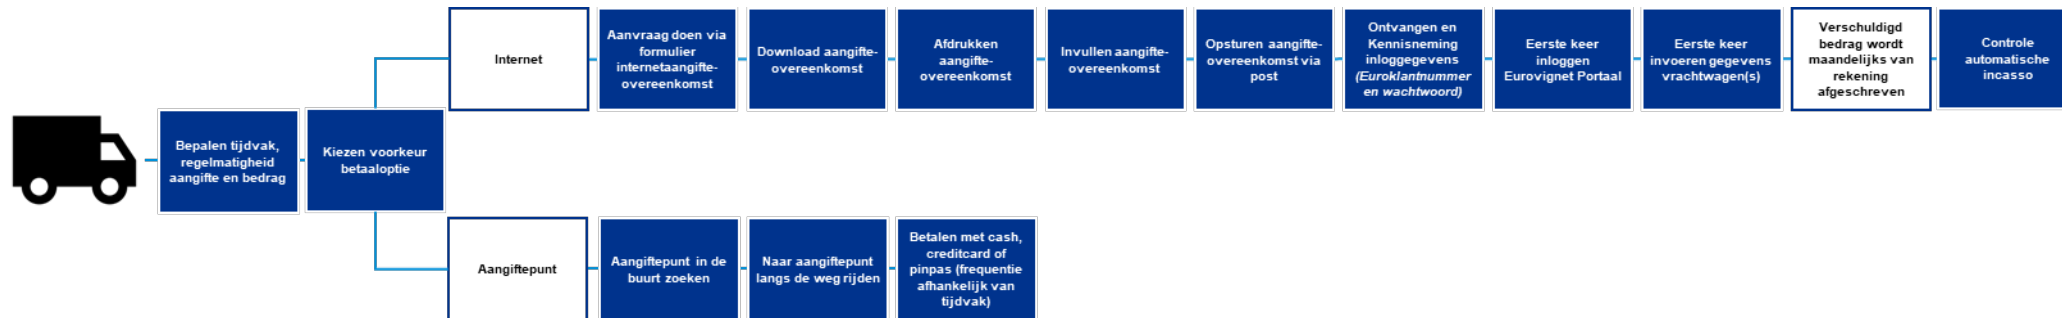 Bepalen tijdvak,
regelmatigheid
aangifte en bedrag
Kiezen voorkeur
betaaloptie
Internet
Aanvraag doen via
formulier
internetaangifte-
overeenkomst
Download aangifte-
overeenkomst
Afdrukken
aangifte-
overeenkomst
Invullen aangifte-
overeenkomst
Opsturen aangifte-
overeenkomst via
post
Ontvangen en
Kennisneming
inloggegevens
(Euroklantnummer
en wachtwoord)
Eerste keer
inloggen
Eurovignet Portaal
Eerste keer
invoeren gegevens
vrachtwagen(s)
Verschuldigd
bedrag wordt
maandelijks van
rekening
afgeschreven
Controle
automatische
incasso
Aangiftepunt
Aangiftepunt in de
buurt zoeken
Naar aangiftepunt
langs de weg rijden
Betalen met cash,
creditcard of
pinpas (frequentie
afhankelijk van
tijdvak)